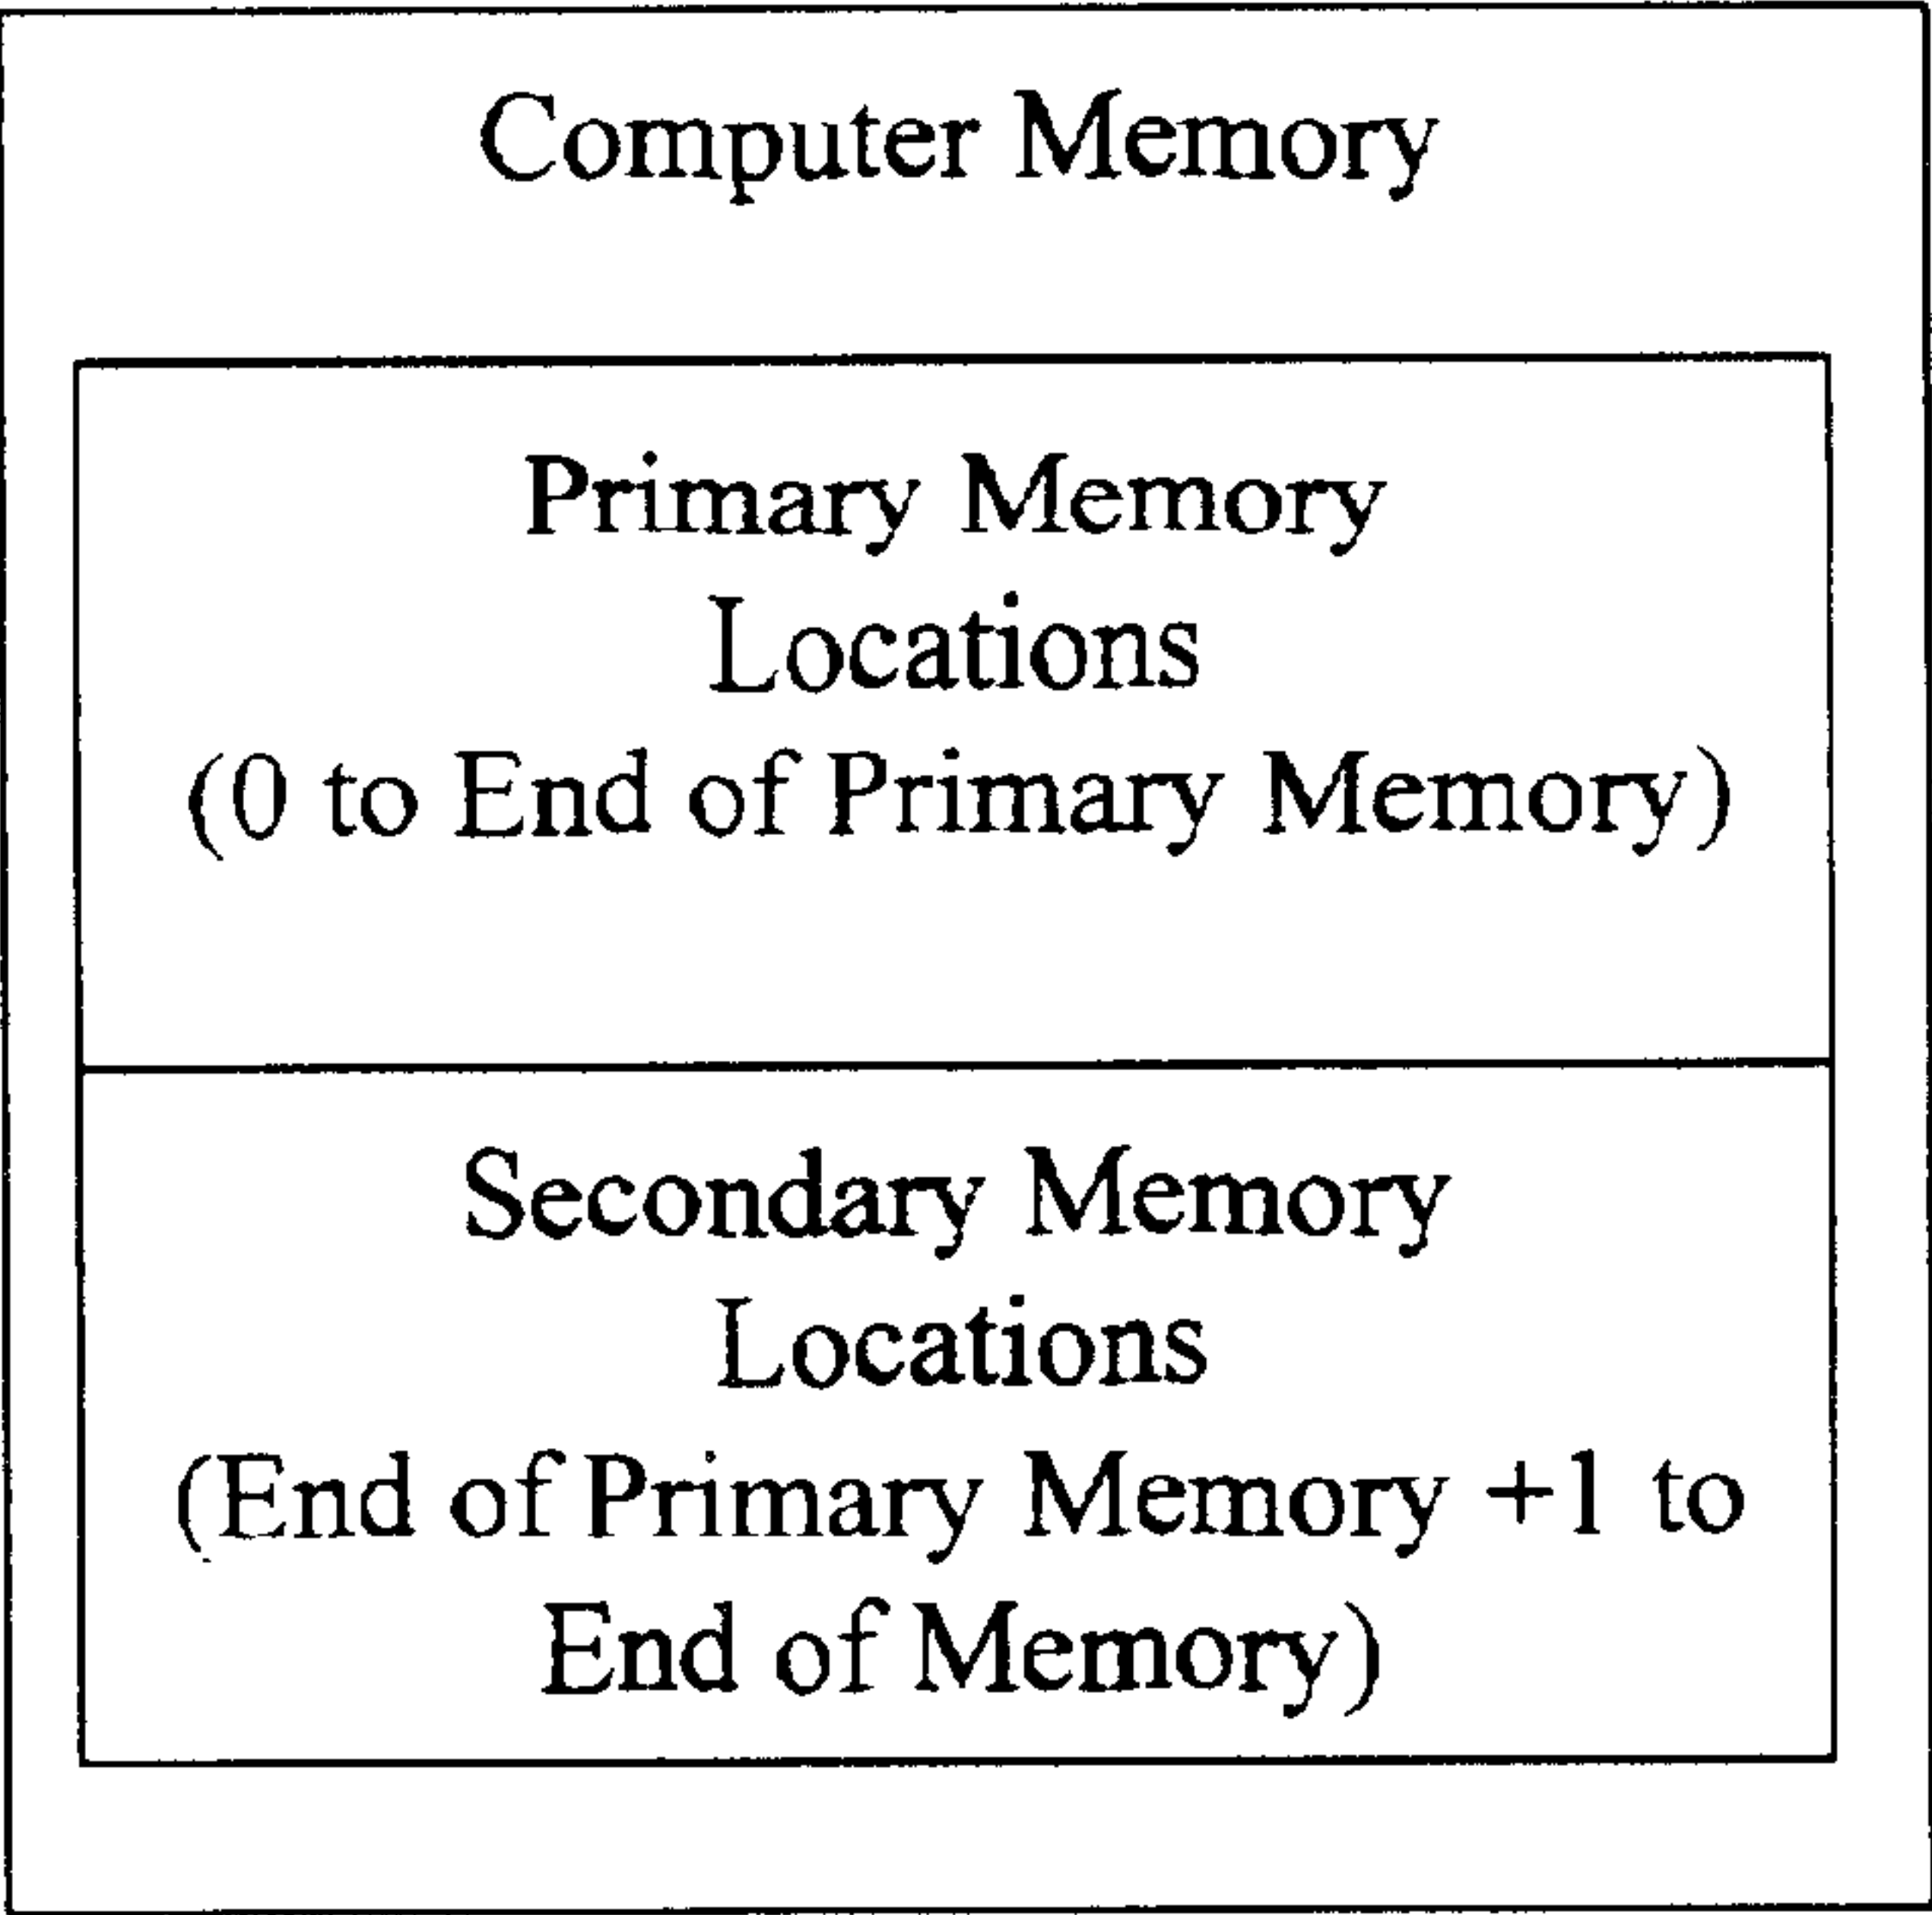 Computer Memory
Primary Memory
Locations
(0 to End of Primary Memory)
Secondary Memory
Locations
(End of Primary Memory +1 to
End of Memory)